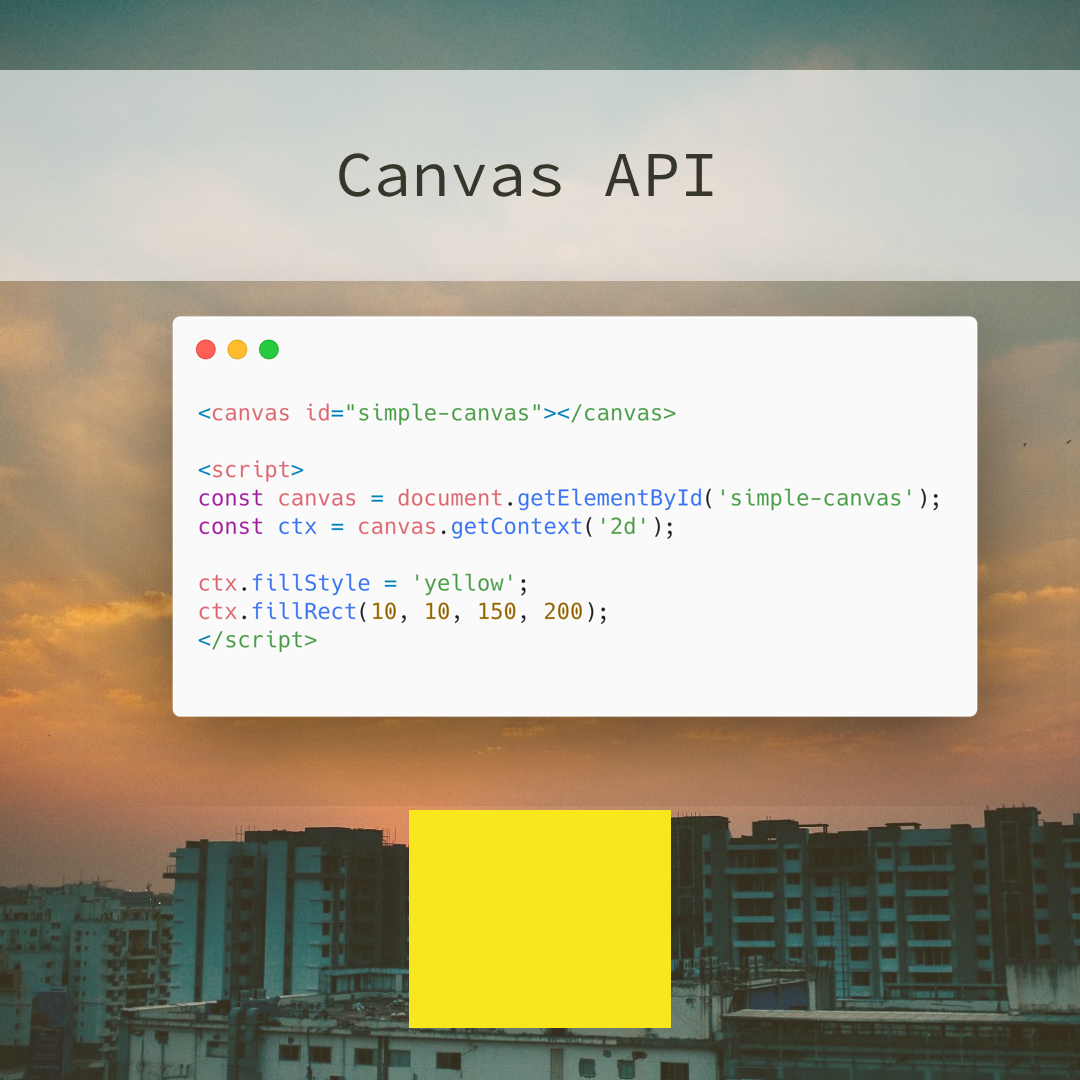 Canvas API
<canvas id="simple-canvas"></canvas>
<script>
const canvas = document.getElementById('simple-canvas');
const ctx = canvas.getContext('2d');
ctx.fillStyle = 'yellow';
ctx.fillRect(10, 10, 150, 200);
</script>